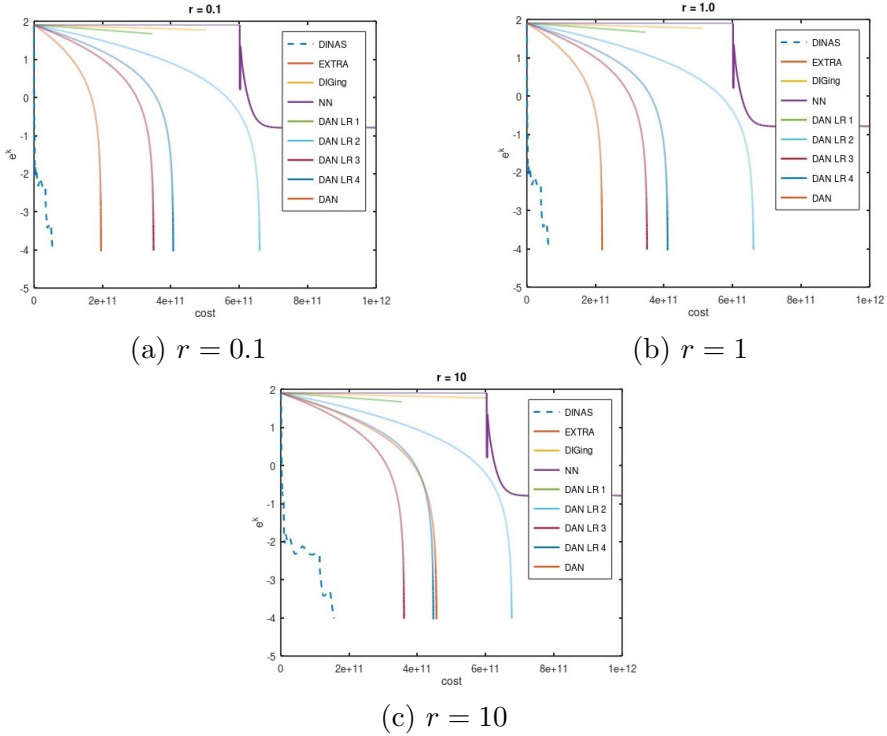 r = 0.1
2
1
0
-1
-2
-3
-4
-5
e^k
0
2e+11
4e+11
6e+11
8e+11
1e+12
cost
DINAS
EXTRA
DIGing
NN
DAN LR 1
DAN LR 2
DAN LR 3
DAN LR 4
DAN
(a) r = 0.1
r = 1.0
2
1
0
-1
-2
-3
-4
-5
e^k
0
2e+11
4e+11
6e+11
8e+11
1e+12
cost
DINAS
EXTRA
DIGing
NN
DAN LR 1
DAN LR 2
DAN LR 3
DAN LR 4
DAN
(b) r = 1
r = 10
2
1
0
-1
-2
-3
-4
-5
e^k
0
2e+11
4e+11
6e+11
8e+11
1e+12
cost
DINAS
EXTRA
DIGing
NN
DAN LR 1
DAN LR 2
DAN LR 3
DAN LR 4
DAN
(c) r = 10